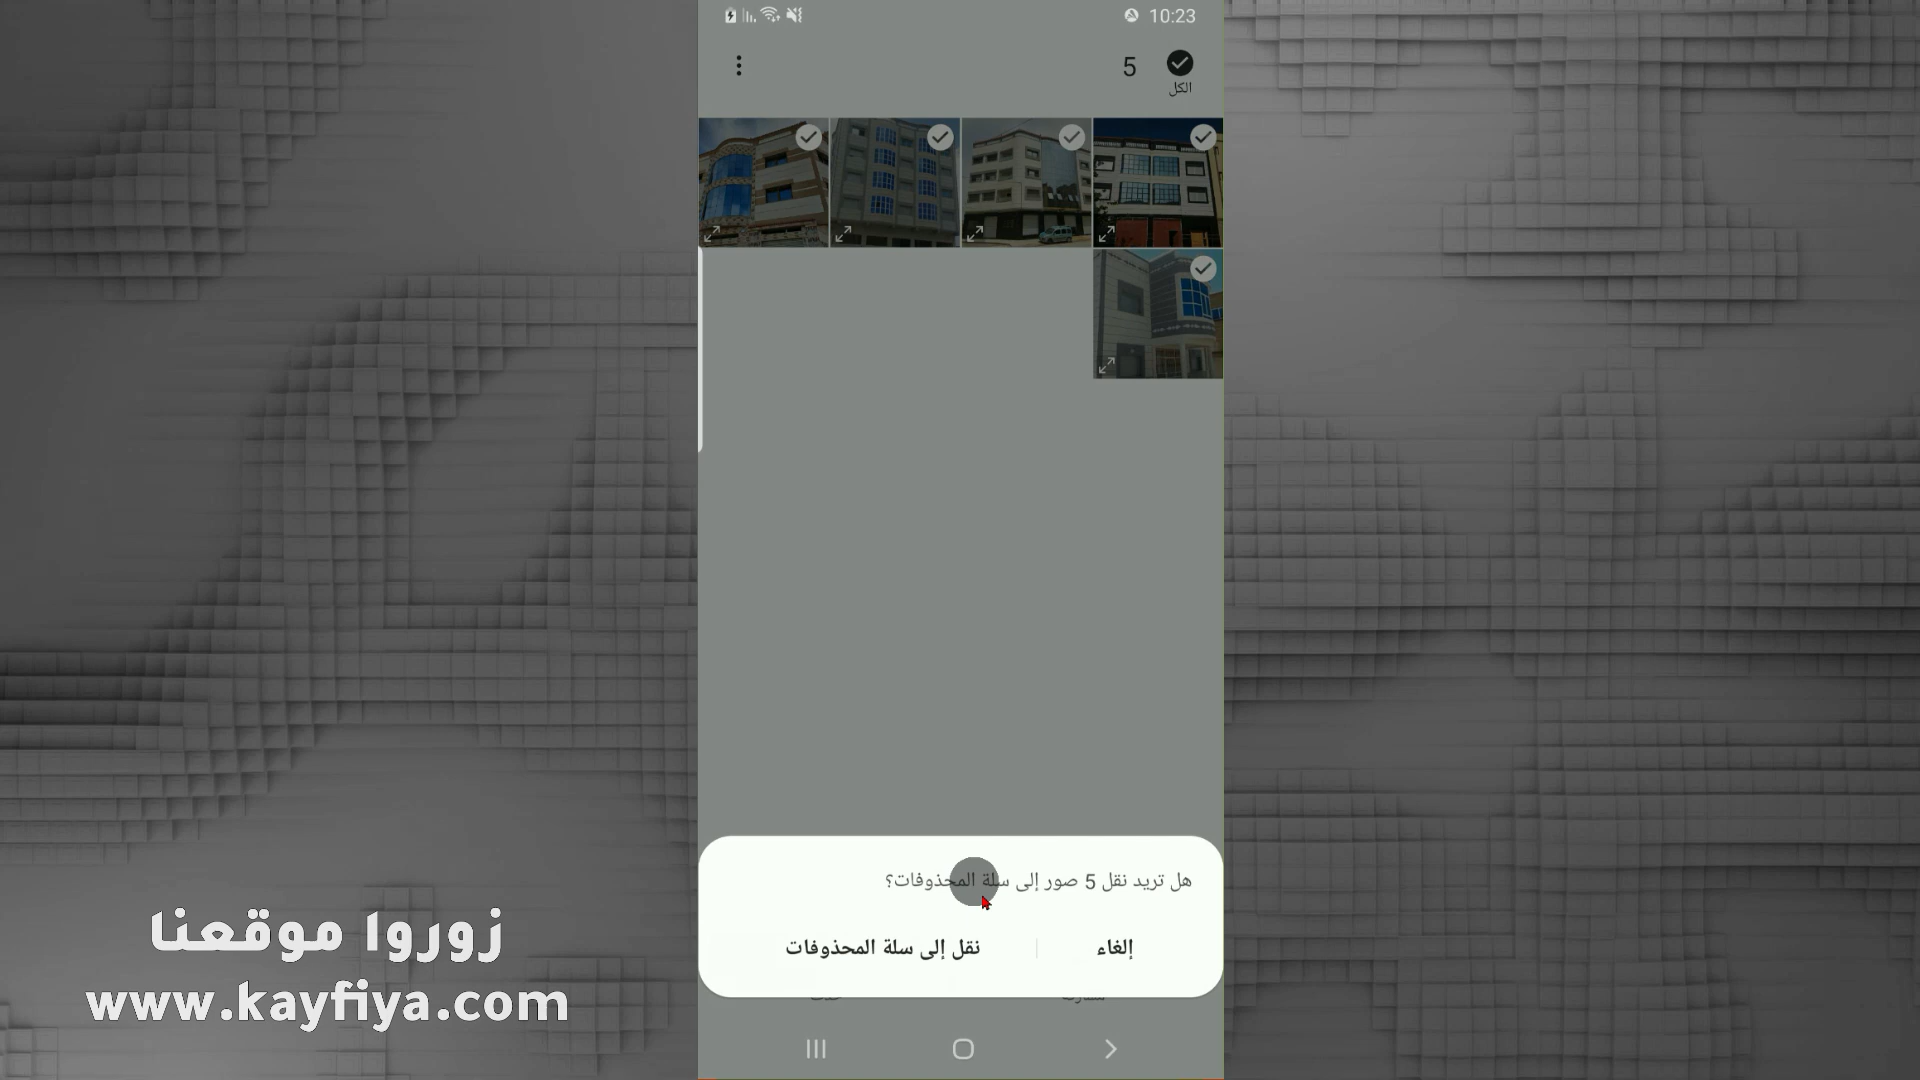 10:23
5
الكل
هل تريد نقل 5 صور إلى سلة المحذوفات؟
إلغاء
نقل إلى سلة المحذوفات
زوروا موقعنا
www.kayfiya.com